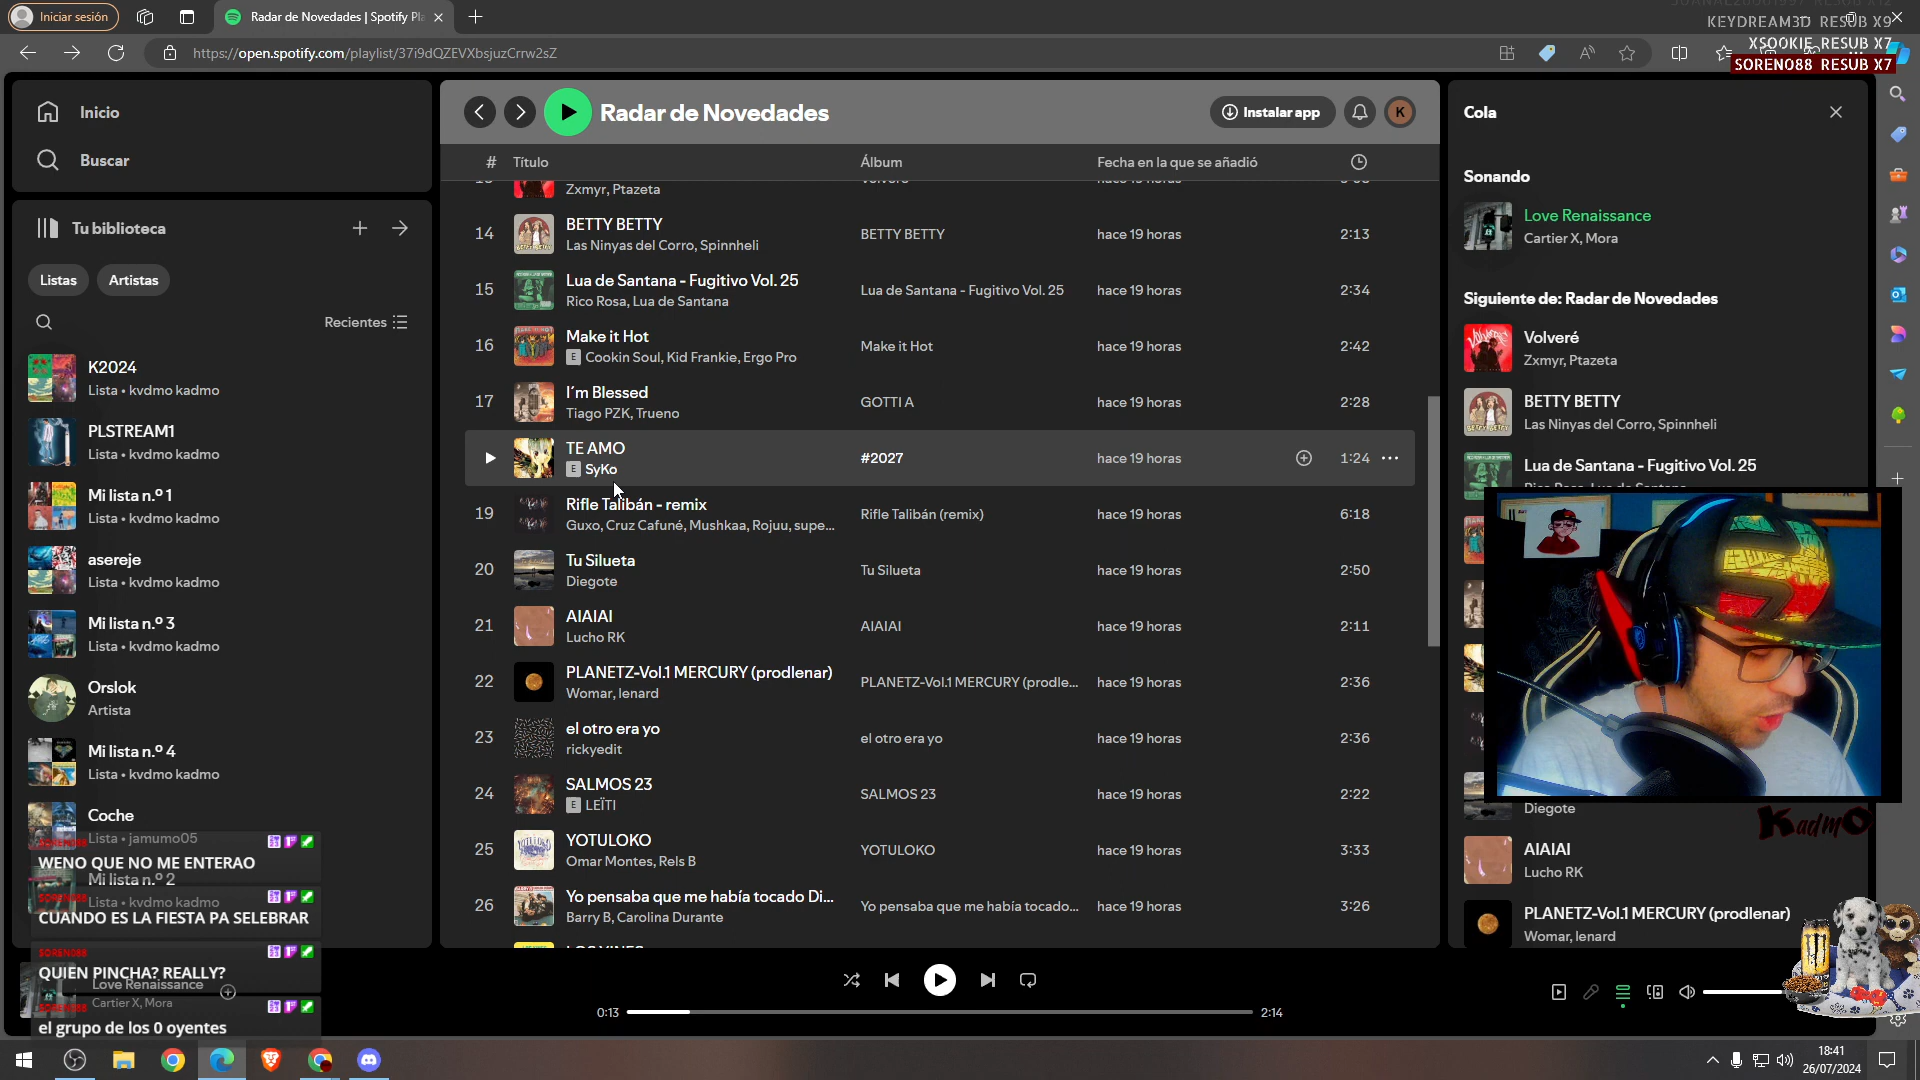 Iniciar sesión
Radar de Novedades | Spotify Pla
KEYDREAM3D RESUB X9
XSOOKIE RESUB X7
SOREN088 RESUB X7
https://open.spotify.com/playlist/37i9dQZEVXbsjuzCrrw2sZ
Inicio
Buscar
Tu biblioteca
Listas
Artistas
Recientes
K2024
Lista • kvdmo kadmo
PLSTREAM1
Lista • kvdmo kadmo
Mi lista n.º 1
Lista • kvdmo kadmo
asereje
Lista • kvdmo kadmo
Mi lista n.º 3
Lista • kvdmo kadmo
Orslok
Artista
Mi lista n.º 4
Lista • kvdmo kadmo
Coche
Lista • jamumo05
Mi lista n.º 2
Lista • kvdmo kadmo
SOREN088
WENO QUE NO ME ENTERAO
SOREN088
CUANDO ES LA FIESTA PA SELEBRAR
SOREN088
QUIEN PINCHA? REALLY?
SOREN088
el grupo de los 0 oyentes
Love Renaissance
Cartier X, Mora
Radar de Novedades
Instalar app
K
# Título Álbum Fecha en la que se añadió
Zxmyr, Ptazeta
14 BETTY BETTY BETTY BETTY hace 19 horas 2:13
Las Ninyas del Corro, Spinnheli
15 Lua de Santana - Fugitivo Vol. 25 Lua de Santana - Fugitivo Vol. 25 hace 19 horas 2:34
Rico Rosa, Lua de Santana
16 Make it Hot Make it Hot hace 19 horas 2:42
E Cookin Soul, Kid Frankie, Ergo Pro
17 I´m Blessed GOTTI A hace 19 horas 2:28
Tiago PZK, Trueno
TE AMO #2027 hace 19 horas 1:24
E SyKo
19 Rifle Talibán - remix Rifle Talibán (remix) hace 19 horas 6:18
Guxo, Cruz Cafuné, Mushkaa, Rojuu, supe...
20 Tu Silueta Tu Silueta hace 19 horas 2:50
Diegote
21 AIAIAI AIAIAI hace 19 horas 2:11
Lucho RK
22 PLANETZ-Vol.1 MERCURY (prodlenar) PLANETZ-Vol.1 MERCURY (prodle... hace 19 horas 2:36
Womar, lenard
23 el otro era yo el otro era yo hace 19 horas 2:36
rickyedit
24 SALMOS 23 SALMOS 23 hace 19 horas 2:22
E LEÏTI
25 YOTULOKO YOTULOKO hace 19 horas 3:33
Omar Montes, Rels B
26 Yo pensaba que me había tocado Di... Yo pensaba que me había tocado... hace 19 horas 3:26
Barry B, Carolina Durante
0:13
2:14
Cola
Sonando
Love Renaissance
Cartier X, Mora
Siguiente de: Radar de Novedades
Volveré
Zxmyr, Ptazeta
BETTY BETTY
Las Ninyas del Corro, Spinnheli
Lua de Santana - Fugitivo Vol. 25
Diegote
KadmO
AIAIAI
Lucho RK
PLANETZ-Vol.1 MERCURY (prodlenar)
Womar, lenard
18:41
26/07/2024